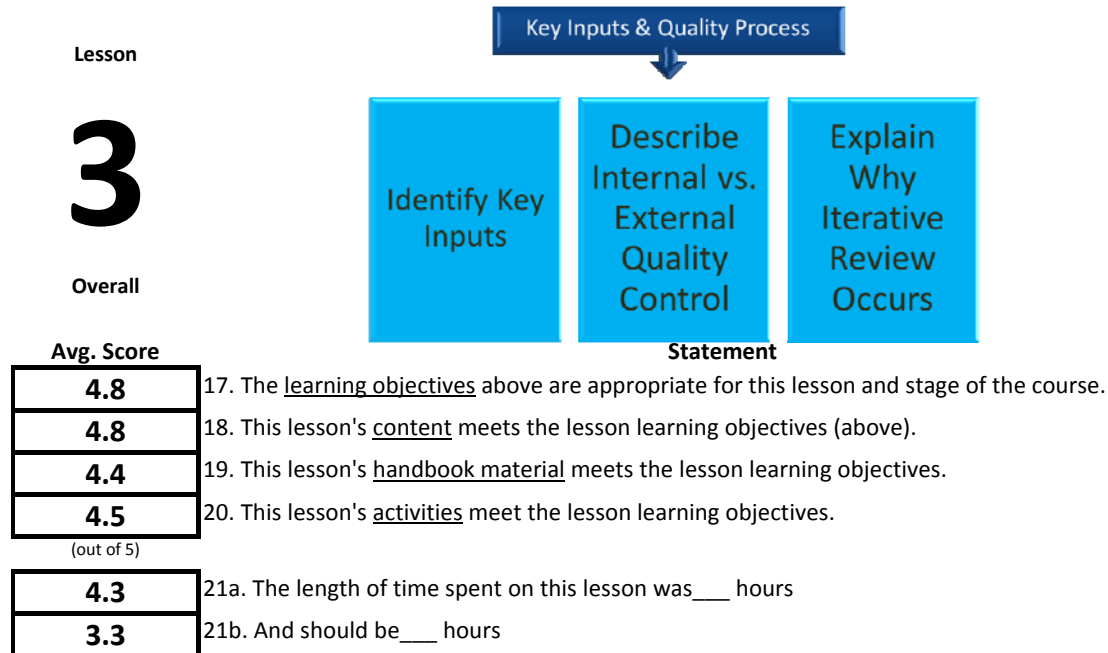 Lesson
3
Overall
Key Inputs & Quality Process
Identify Key
Inputs
Describe
Internal vs.
External
Quality
Control
Explain
Why
Iterative
Review
Occurs
Avg. Score
Statement
4.8
17. The learning objectives above are appropriate for this lesson and stage of the course.
4.8
18. This lesson's content meets the lesson learning objectives (above).
4.4
19. This lesson's handbook material meets the lesson learning objectives.
4.5
20. This lesson's activities meet the lesson learning objectives.
(out of 5)
4.3
21a. The length of time spent on this lesson was___ hours
3.3
21b. And should be___ hours